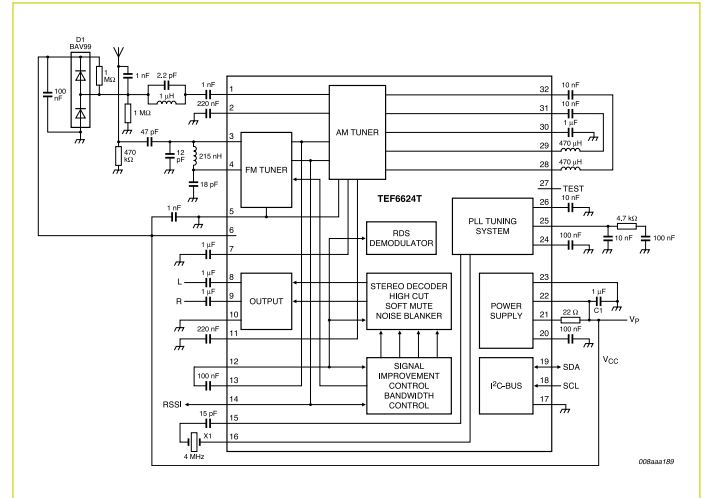 D1
BAV99
100
nF
1
MΩ
1 nF
1 MΩ
2.2 pF
1 μH
1 nF
220 nF
47 pF
470
kΩ
12
pF
215 nH
18 pF
1 nF
1 μF
L
1 μF
R
1 μF
220 nF
100 nF
RSSI
15 pF
X1
4 MHz
1
2
3
4
5
6
7
8
9
10
11
12
13
14
15
16
AM TUNER
FM TUNER
TEF6624T
RDS
DEMODULATOR
PLL TUNING
SYSTEM
OUTPUT
STEREO DECODER
HIGH CUT
SOFT MUTE
NOISE BLANKER
POWER
SUPPLY
SIGNAL
IMPROVEMENT
CONTROL
BANDWIDTH
CONTROL
I²C-BUS
32
31
30
29
28
27
26
25
24
23
22
21
20
19
18
17
10 nF
10 nF
1 μF
470 μH
470 μH
TEST
10 nF
4.7 kΩ
10 nF
100 nF
100 nF
1 μF
C1
22 Ω
VP
100 nF
VCC
SDA
SCL
008aaa189